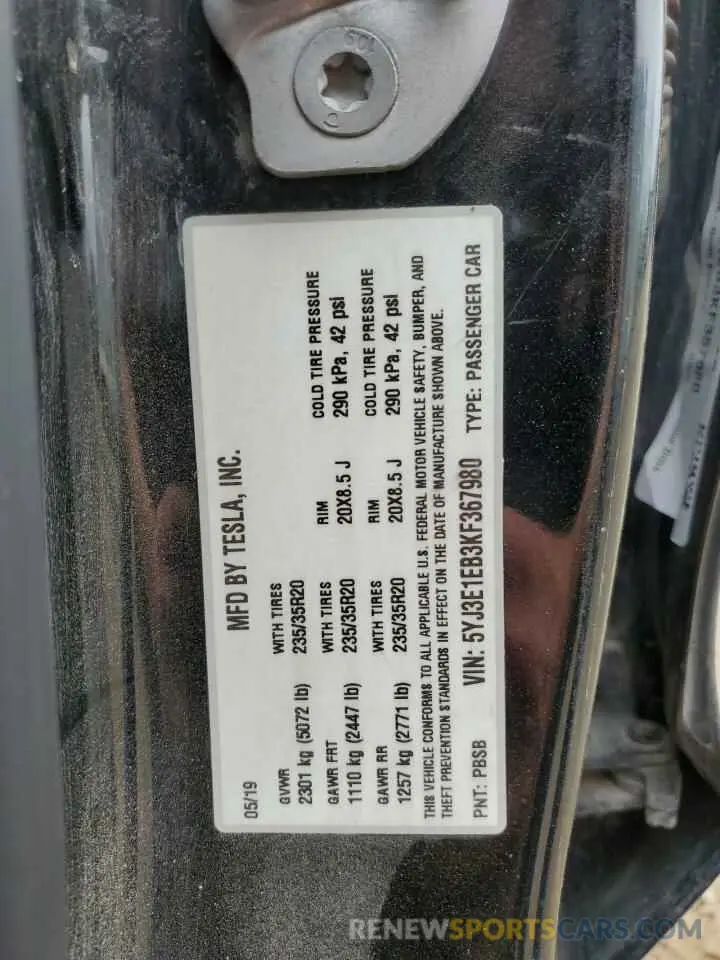 05/19 MFD BY TESLA, INC.
GVWR WITH TIRES
2301 kg (5072 lb) 235/35R20
GAWR FRT WITH TIRES RIM COLD TIRE PRESSURE
1110 kg (2447 lb) 235/35R20 20X8.5 J 290 kPa, 42 psi
GAWR RR WITH TIRES RIM COLD TIRE PRESSURE
1257 kg (2771 lb) 235/35R20 20X8.5 J 290 kPa, 42 psi
THIS VEHICLE CONFORMS TO ALL APPLICABLE U.S. FEDERAL MOTOR VEHICLE SAFETY, BUMPER, AND
THEFT PREVENTION STANDARDS IN EFFECT ON THE DATE OF MANUFACTURE SHOWN ABOVE.
PNT: PBSB VIN: 5YJ3E1EB3KF367980 TYPE: PASSENGER CAR
RENEWSPORTSCARS.COM